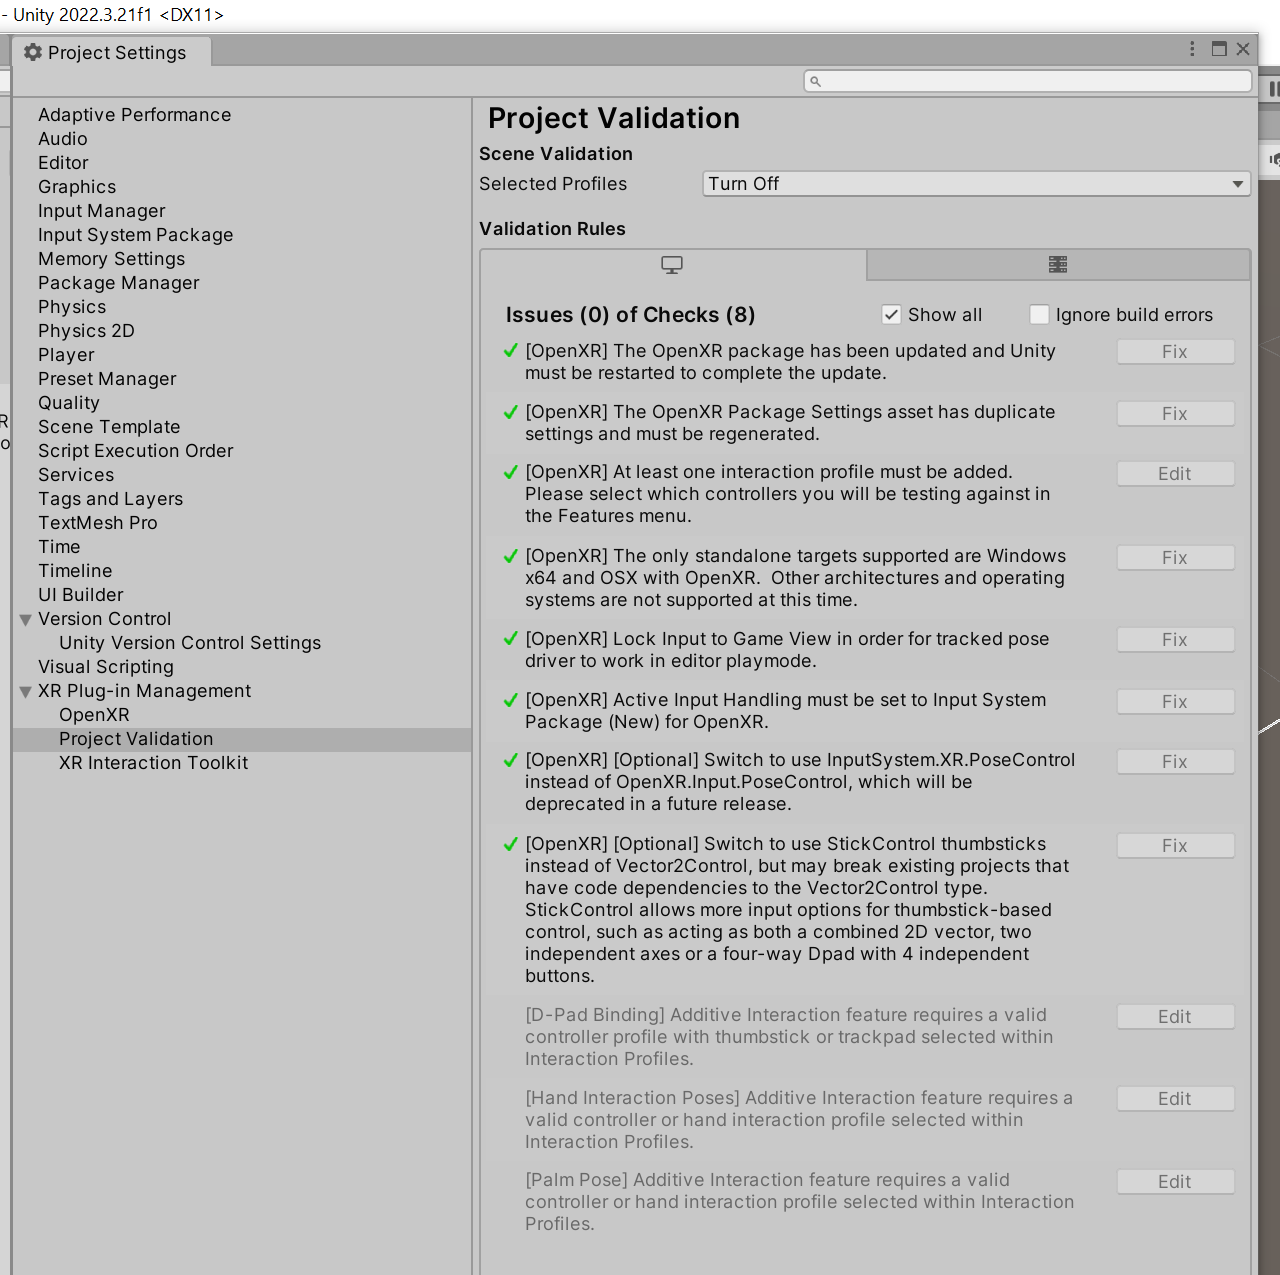 - Unity 2022.3.21f1 <DX11>
Project Settings
Adaptive Performance
Audio
Editor
Graphics
Input Manager
Input System Package
Memory Settings
Package Manager
Physics
Physics 2D
Player
Preset Manager
Quality
Scene Template
Script Execution Order
Services
Tags and Layers
TextMesh Pro
Time
Timeline
UI Builder
Version Control
Unity Version Control Settings
Visual Scripting
XR Plug-in Management
OpenXR
Project Validation
XR Interaction Toolkit
Project Validation
Scene Validation
Selected Profiles Turn Off
Validation Rules
Issues (0) of Checks (8) Show all Ignore build errors
[OpenXR] The OpenXR package has been updated and Unity Fix
must be restarted to complete the update.
[OpenXR] The OpenXR Package Settings asset has duplicate Fix
settings and must be regenerated.
[OpenXR] At least one interaction profile must be added. Edit
Please select which controllers you will be testing against in
the Features menu.
[OpenXR] The only standalone targets supported are Windows Fix
x64 and OSX with OpenXR.  Other architectures and operating
systems are not supported at this time.
[OpenXR] Lock Input to Game View in order for tracked pose Fix
driver to work in editor playmode.
[OpenXR] Active Input Handling must be set to Input System Fix
Package (New) for OpenXR.
[OpenXR] [Optional] Switch to use InputSystem.XR.PoseControl Fix
instead of OpenXR.Input.PoseControl, which will be
deprecated in a future release.
[OpenXR] [Optional] Switch to use StickControl thumbsticks Fix
instead of Vector2Control, but may break existing projects that
have code dependencies to the Vector2Control type.
StickControl allows more input options for thumbstick-based
control, such as acting as both a combined 2D vector, two
independent axes or a four-way Dpad with 4 independent
buttons.
[D-Pad Binding] Additive Interaction feature requires a valid Edit
controller profile with thumbstick or trackpad selected within
Interaction Profiles.
[Hand Interaction Poses] Additive Interaction feature requires a Edit
valid controller or hand interaction profile selected within
Interaction Profiles.
[Palm Pose] Additive Interaction feature requires a valid Edit
controller or hand interaction profile selected within Interaction
Profiles.